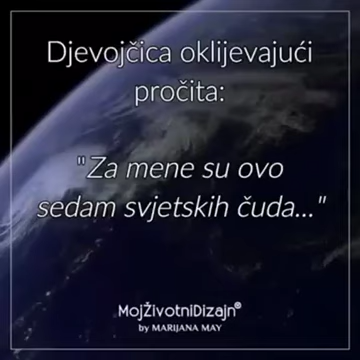 Djevojčica oklijevajući
pročita:
"Za mene su ovo
sedam svjetskih čuda..."
MojŽivotniDizajn®
by MARIJANA MAY